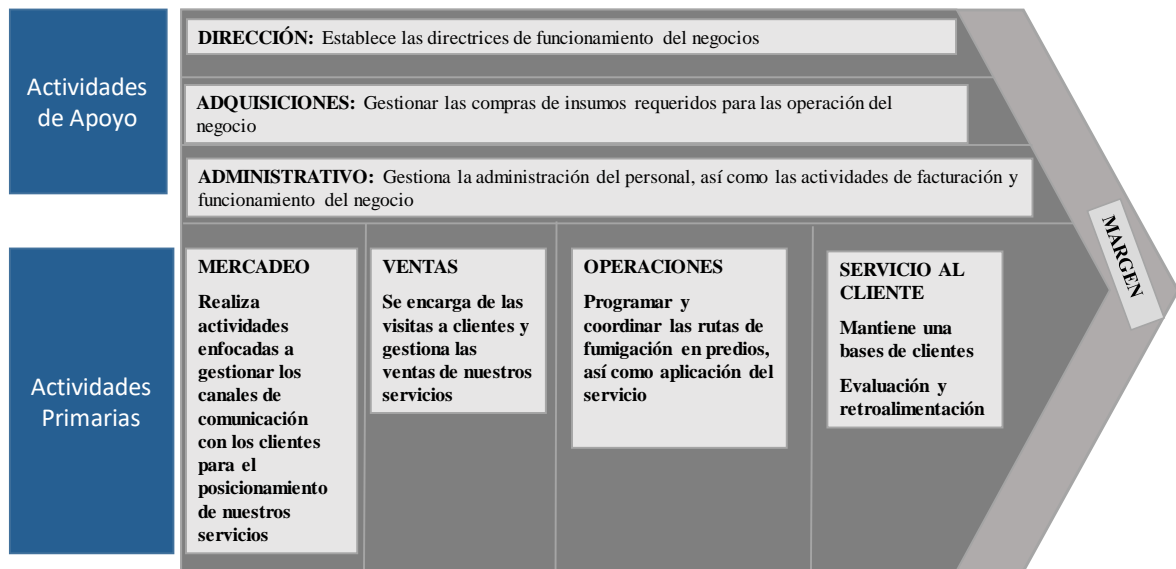 Actividades
de Apoyo
DIRECCIÓN: Establece las directrices de funcionamiento del negocios
ADQUISICIONES: Gestionar las compras de insumos requeridos para las operación del
negocio
ADMINISTRATIVO: Gestiona la administración del personal, así como las actividades de facturación y
funcionamiento del negocio
MARGEN
Actividades
Primarias
MERCADEO
Realiza
actividades
enfocadas a
gestionar los
canales de
comunicación
con los clientes
para el
posicionamiento
de nuestros
servicios
VENTAS
Se encarga de las
visitas a clientes y
gestiona las
ventas de nuestros
servicios
OPERACIONES
Programar y
coordinar las rutas de
fumigación en predios,
así como aplicación del
servicio
SERVICIO AL
CLIENTE
Mantiene una
bases de clientes
Evaluación y
retroalimentación